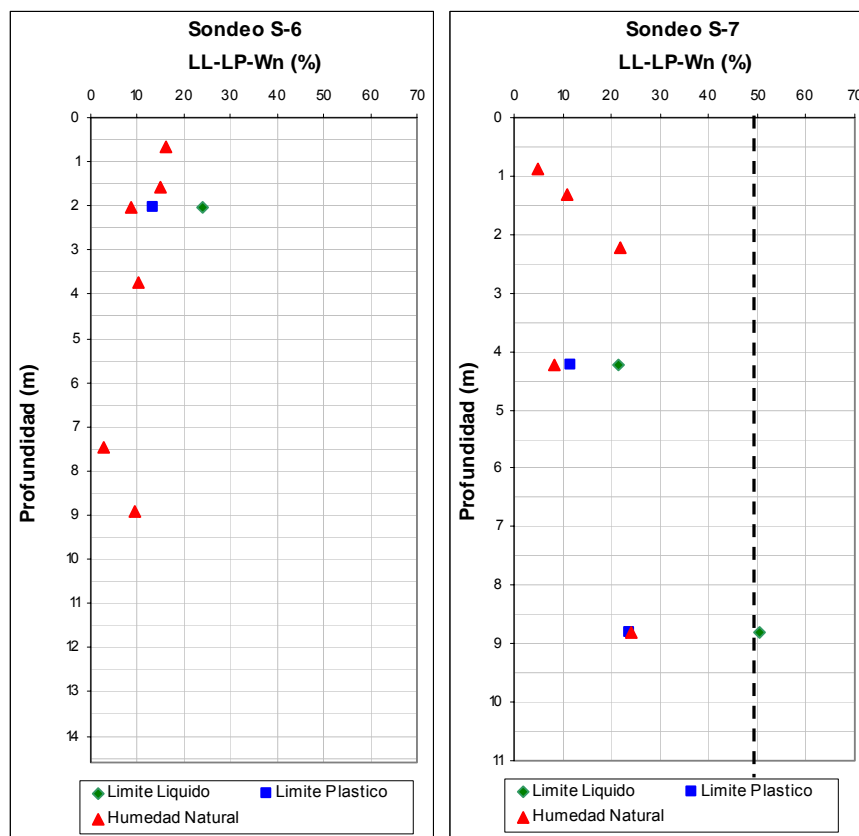 Sondeo S-6
LL-LP-Wn (%)
0 10 20 30 40 50 60 70
0
1
2
3
4
5
6
7
8
9
10
11
12
13
14
Profundidad (m)
Limite Liquido
Limite Plastico
Humedad Natural
Sondeo S-7
LL-LP-Wn (%)
0 10 20 30 40 50 60 70
0
1
2
3
4
5
6
7
8
9
10
11
Profundidad (m)
Limite Liquido
Limite Plastico
Humedad Natural